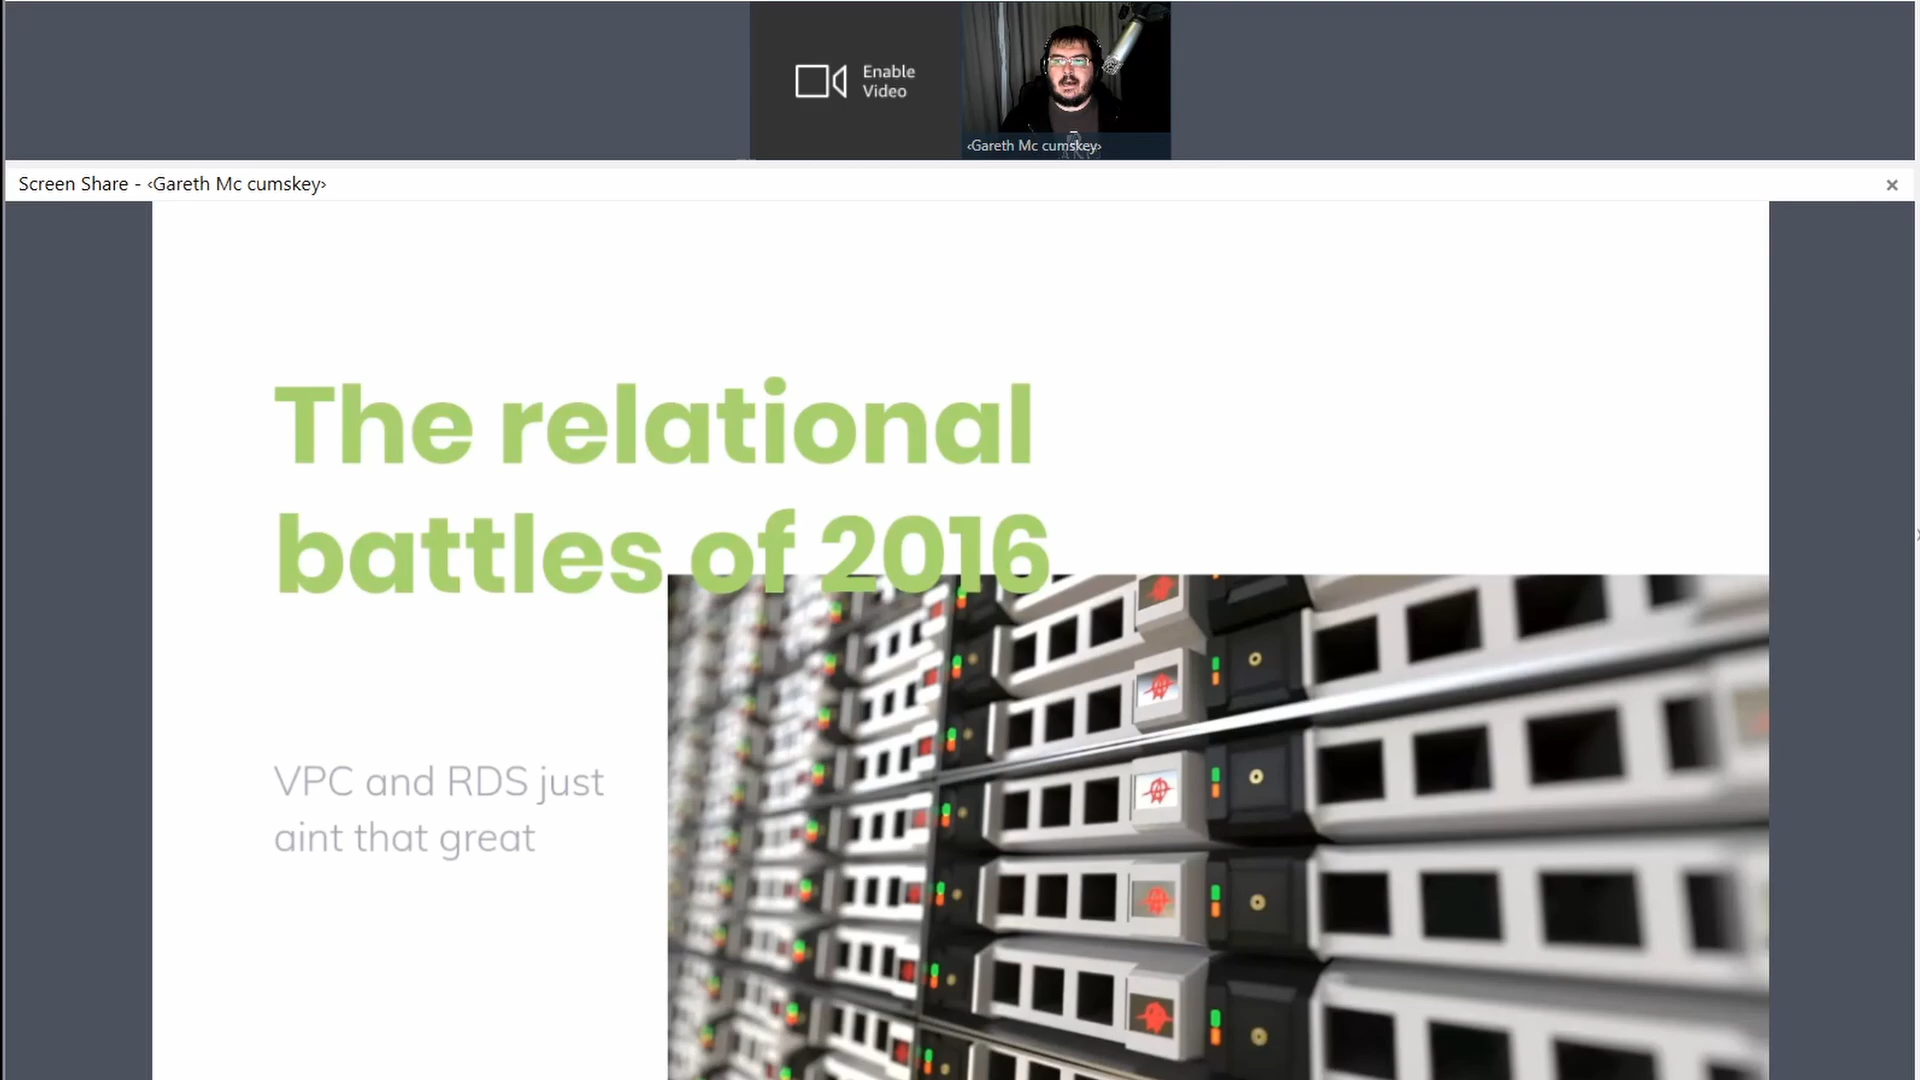 Enable
Video
‹Gareth Mc cumskey›
Screen Share - ‹Gareth Mc cumskey›
The relational
battles of 2016
VPC and RDS just
aint that great